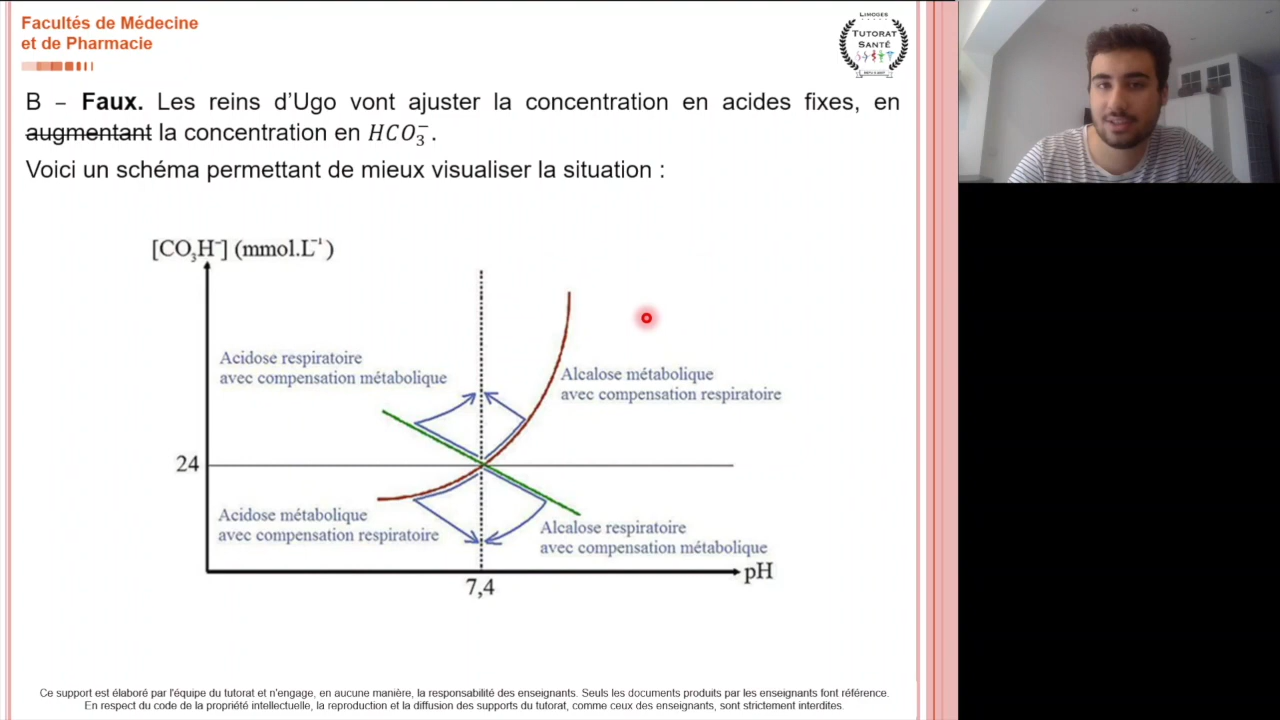 Facultés de Médecine
et de Pharmacie
LIMOGES
TUTORAT
SANTÉ
B – Faux. Les reins d'Ugo vont ajuster la concentration en acides fixes, en
augmentant la concentration en HCO₃⁻.
Voici un schéma permettant de mieux visualiser la situation :
[CO₃H⁻] (mmol.L⁻¹)
Acidose respiratoire
avec compensation métabolique
Alcalose métabolique
avec compensation respiratoire
24
Acidose métabolique
avec compensation respiratoire
Alcalose respiratoire
avec compensation métabolique
pH
7,4
Ce support est élaboré par l'équipe du tutorat et n'engage, en aucune manière, la responsabilité des enseignants. Seuls les documents produits par les enseignants font référence.
En respect du code de la propriété intellectuelle, la reproduction et la diffusion des supports du tutorat, comme ceux des enseignants, sont strictement interdites.